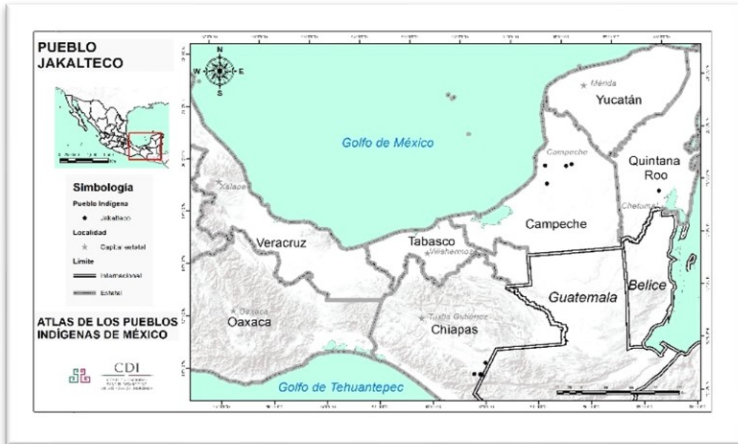 PUEBLO
JAKALTECO
Simbología
Pueblo Indígena
Jakalteco
Localidad
Capital estatal
Límite
Internacional
Estatal
ATLAS DE LOS PUEBLOS
INDÍGENAS DE MÉXICO
CDI
N
W
E
S
Golfo de México
Mérida
Yucatán
Campeche
Quintana
Roo
Chetumal
Campeche
Xalapa
Veracruz
Tabasco
Villahermosa
Guatemala
Belice
Oaxaca
Oaxaca
Tuxtla Gutiérrez
Chiapas
Golfo de Tehuantepec